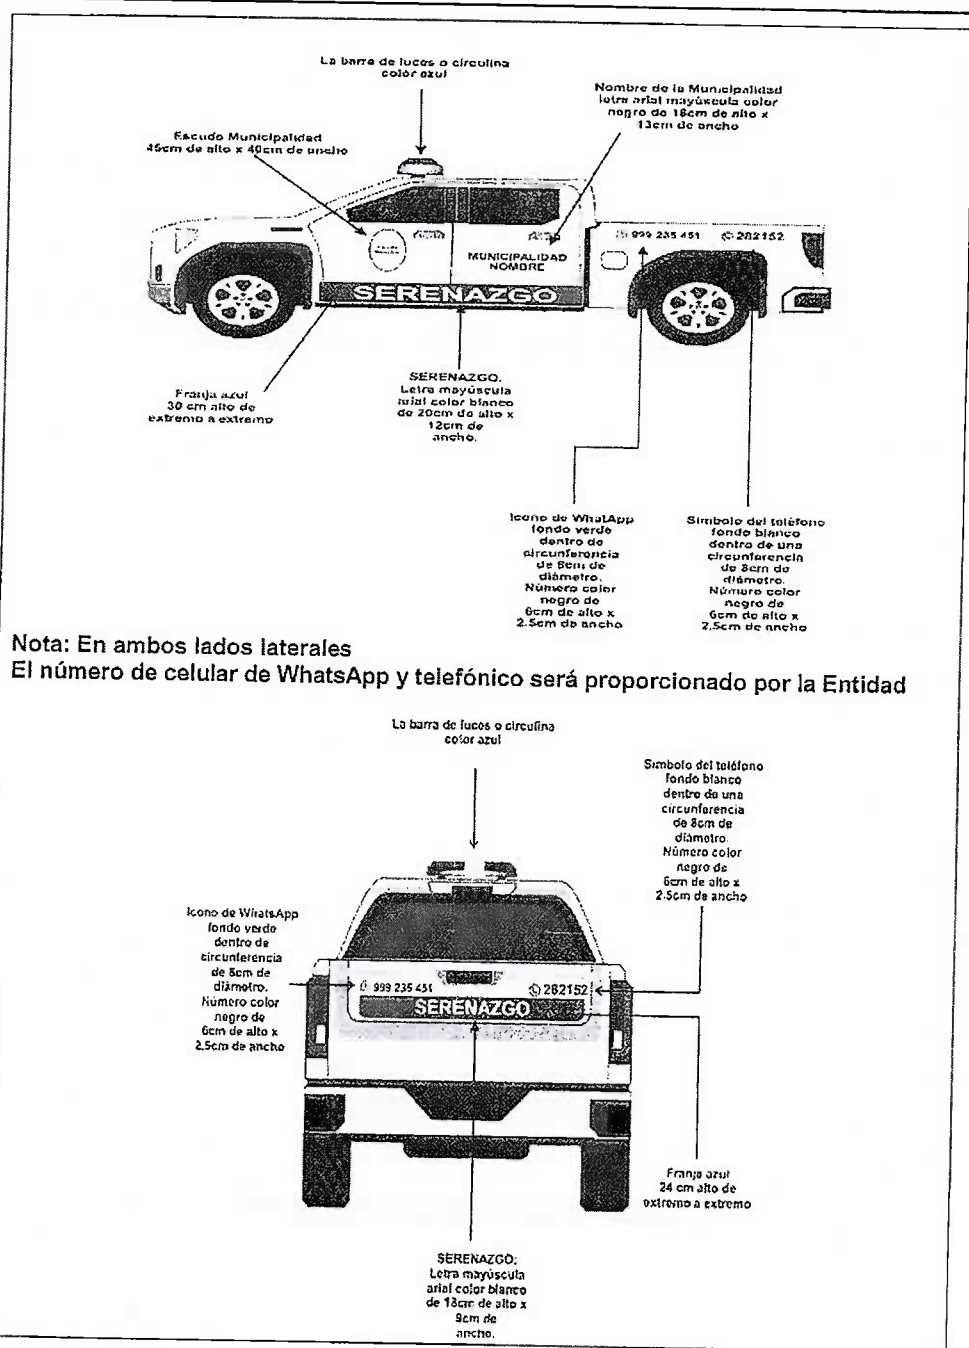 La barra de luces o circulina
color azul
Nombre de la Municipalidad
letra arial mayúscula color
negro de 18cm de alto x
13cm de ancho
Escudo Municipalidad
45cm de alto x 40cm de ancho
999 235 451
282152
MUNICIPALIDAD
NOMBRE
SERENAZGO
Franja azul
30 cm alto de
extremo a extremo
SERENAZGO.
Letra mayúscula
arial color blanco
de 20cm de alto x
12cm de
ancho.
Icono de WhatApp
fondo verde
dentro de
circunferencia
de 8cm de
diámetro.
Número color
negro de
6cm de alto x
2.5cm de ancho
Símbolo del teléfono
fondo blanco
dentro de una
circunferencia
de 8cm de
diámetro.
Número color
negro de
6cm de alto x
2.5cm de ancho
Nota: En ambos lados laterales
El número de celular de WhatsApp y telefónico será proporcionado por la Entidad
La barra de luces o circulina
color azul
Símbolo del teléfono
fondo blanco
dentro de una
circunferencia
de 8cm de
diámetro.
Número color
negro de
6cm de alto x
2.5cm de ancho
Icono de WhatsApp
fondo verde
dentro de
circunferencia
de 8cm de
diámetro.
Número color
negro de
6cm de alto x
2.5cm de ancho
999 235 451
282152
SERENAZGO
Franja azul
24 cm alto de
extremo a extremo
SERENAZGO:
Letra mayúscula
arial color blanco
de 18cm de alto x
9cm de
ancho.